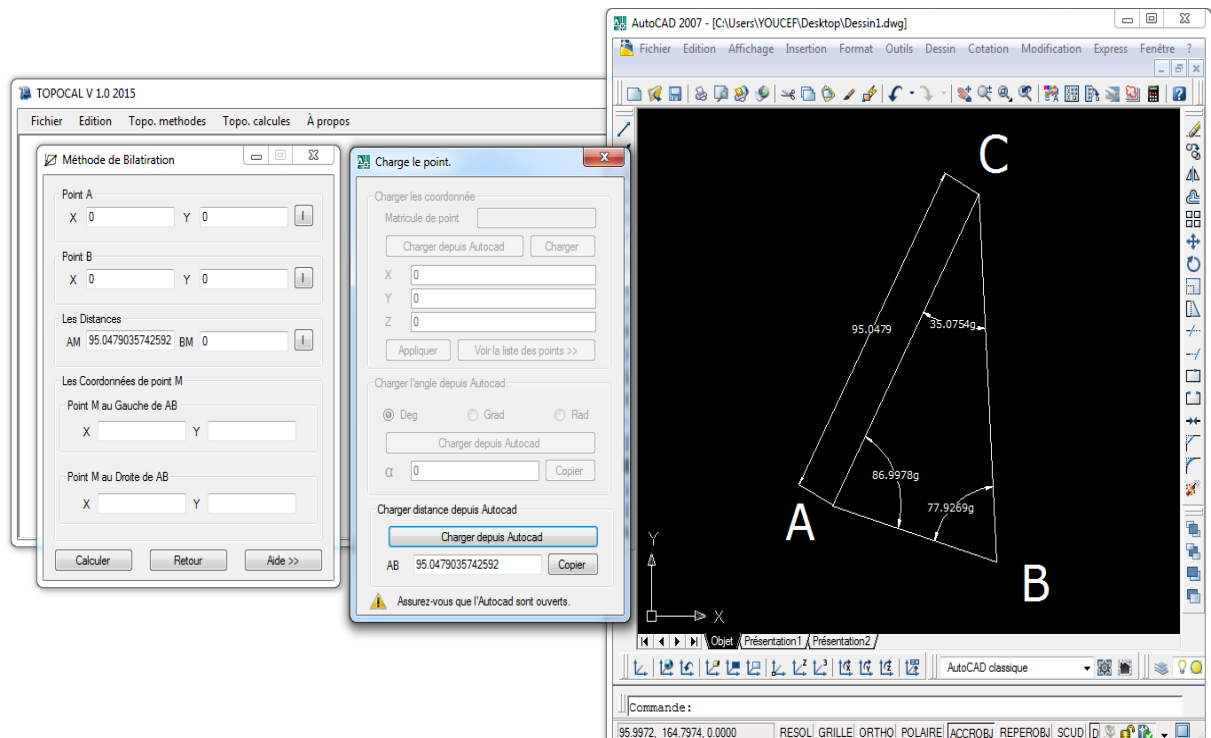 TOPOCAL V 1.0 2015
Fichier Edition Topo. methodes Topo. calcules À propos
Méthode de Bilatiration
Point A
X 0 Y 0 I
Point B
X 0 Y 0 I
Les Distances
AM 95.0479035742592 BM 0 I
Les Coordonnées de point M
Point M au Gauche de AB
X Y
Point M au Droite de AB
X Y
Calculer Retour Aide >>
Charge le point.
Charger les coordonnée
Matricule de point
Charger depuis Autocad Charger
X 0
Y 0
Z 0
Appliquer Voir la liste des points >>
Charger l'angle depuis Autocad
Deg Grad Rad
Charger depuis Autocad
α 0 Copier
Charger distance depuis Autocad
Charger depuis Autocad
AB 95.0479035742592 Copier
Assurez-vous que l'Autocad sont ouverts.
AutoCAD 2007 - [C:\Users\YOUCEF\Desktop\Dessin1.dwg]
Fichier Edition Affichage Insertion Format Outils Dessin Cotation Modification Express Fenêtre ?
C
95.0479
35.0754g
86.9978g
77.9269g
A
B
Y
X
Objet Présentation1 Présentation2
AutoCAD classique
Commande:
95.9972, 164.7974, 0.0000 RESOL GRILLE ORTHO POLAIRE ACCROBJ REPEROBJ SCUD D